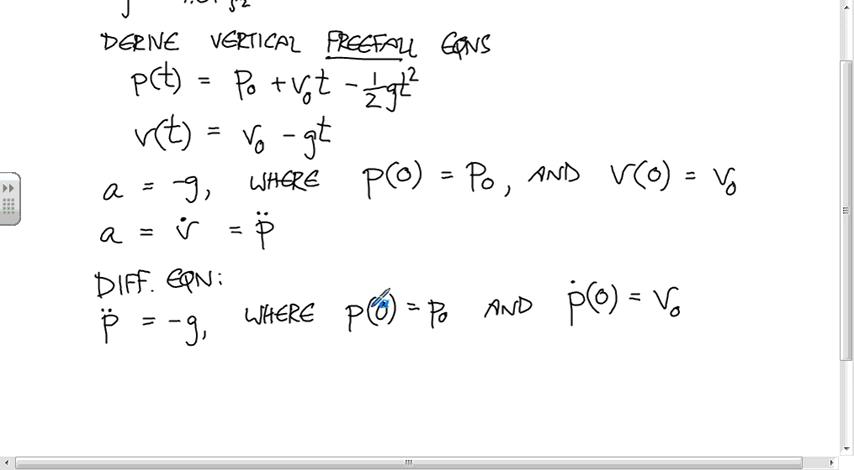 DERIVE VERTICAL FREEFALL EQNS
p(t) = p₀ + v₀t - ½gt²
v(t) = v₀ - gt
a = -g, WHERE p(0) = p₀, AND v(0) = v₀
a = v̇ = p̈
DIFF. EQN:
p̈ = -g, WHERE p(0) = p₀ AND ṗ(0) = v₀